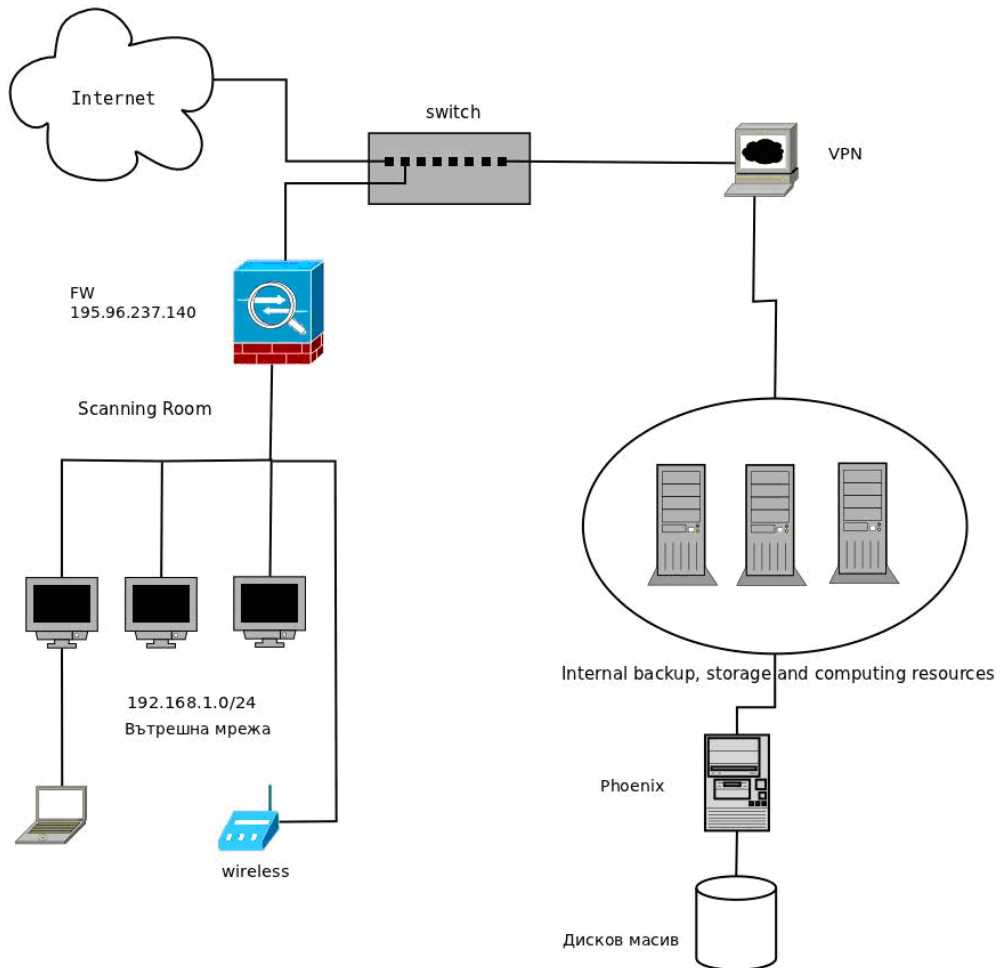 Internet
switch
VPN
FW
195.96.237.140
Scanning Room
192.168.1.0/24
Вътрешна мрежа
Internal backup, storage and computing resources
Phoenix
wireless
Дисков масив